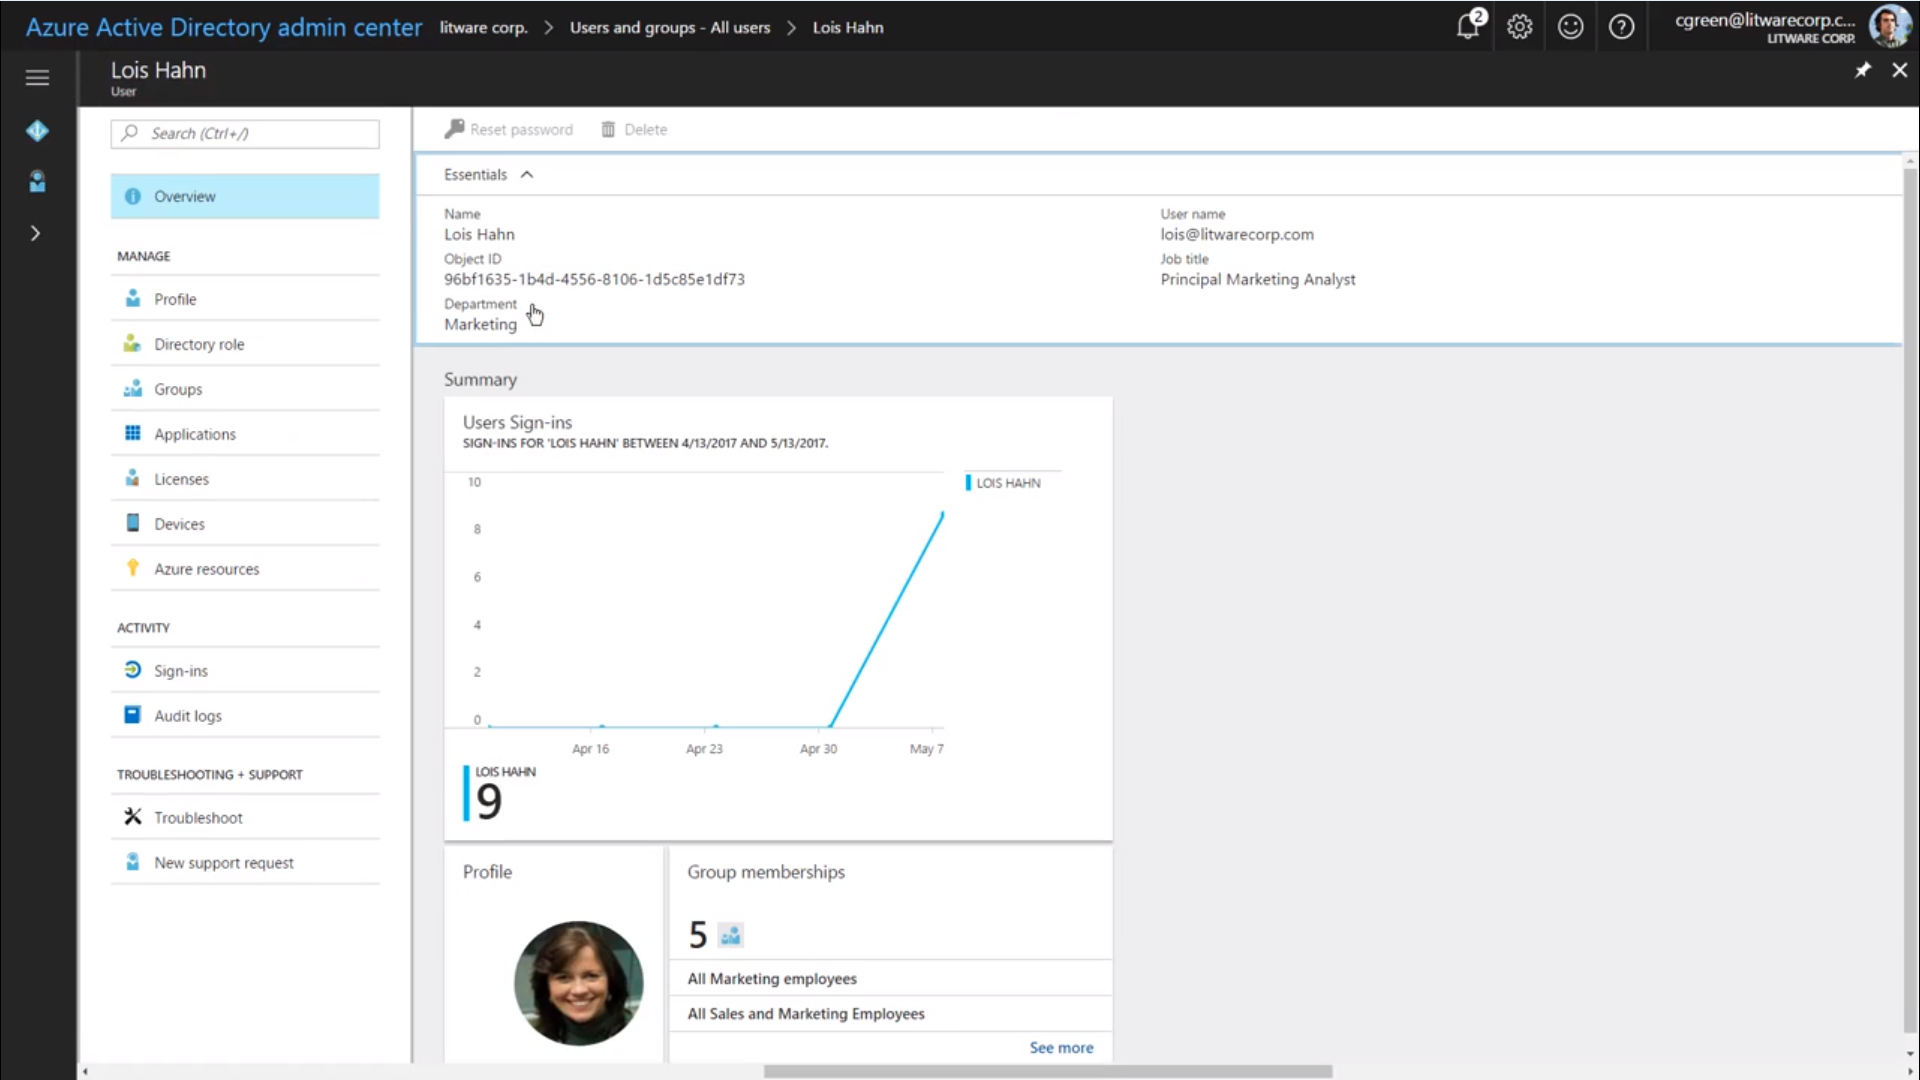 Azure Active Directory admin center litware corp. > Users and groups - All users > Lois Hahn
2
cgreen@litwarecorp.c...
LITWARE CORP.
Lois Hahn
User
Search (Ctrl+/)
Overview
MANAGE
Profile
Directory role
Groups
Applications
Licenses
Devices
Azure resources
ACTIVITY
Sign-ins
Audit logs
TROUBLESHOOTING + SUPPORT
Troubleshoot
New support request
Reset password Delete
Essentials
Name
Lois Hahn
Object ID
96bf1635-1b4d-4556-8106-1d5c85e1df73
Department
Marketing
User name
lois@litwarecorp.com
Job title
Principal Marketing Analyst
Summary
Users Sign-ins
SIGN-INS FOR 'LOIS HAHN' BETWEEN 4/13/2017 AND 5/13/2017.
10
8
6
4
2
0
Apr 16 Apr 23 Apr 30 May 7
LOIS HAHN
LOIS HAHN
9
Profile
Group memberships
5
All Marketing employees
All Sales and Marketing Employees
See more